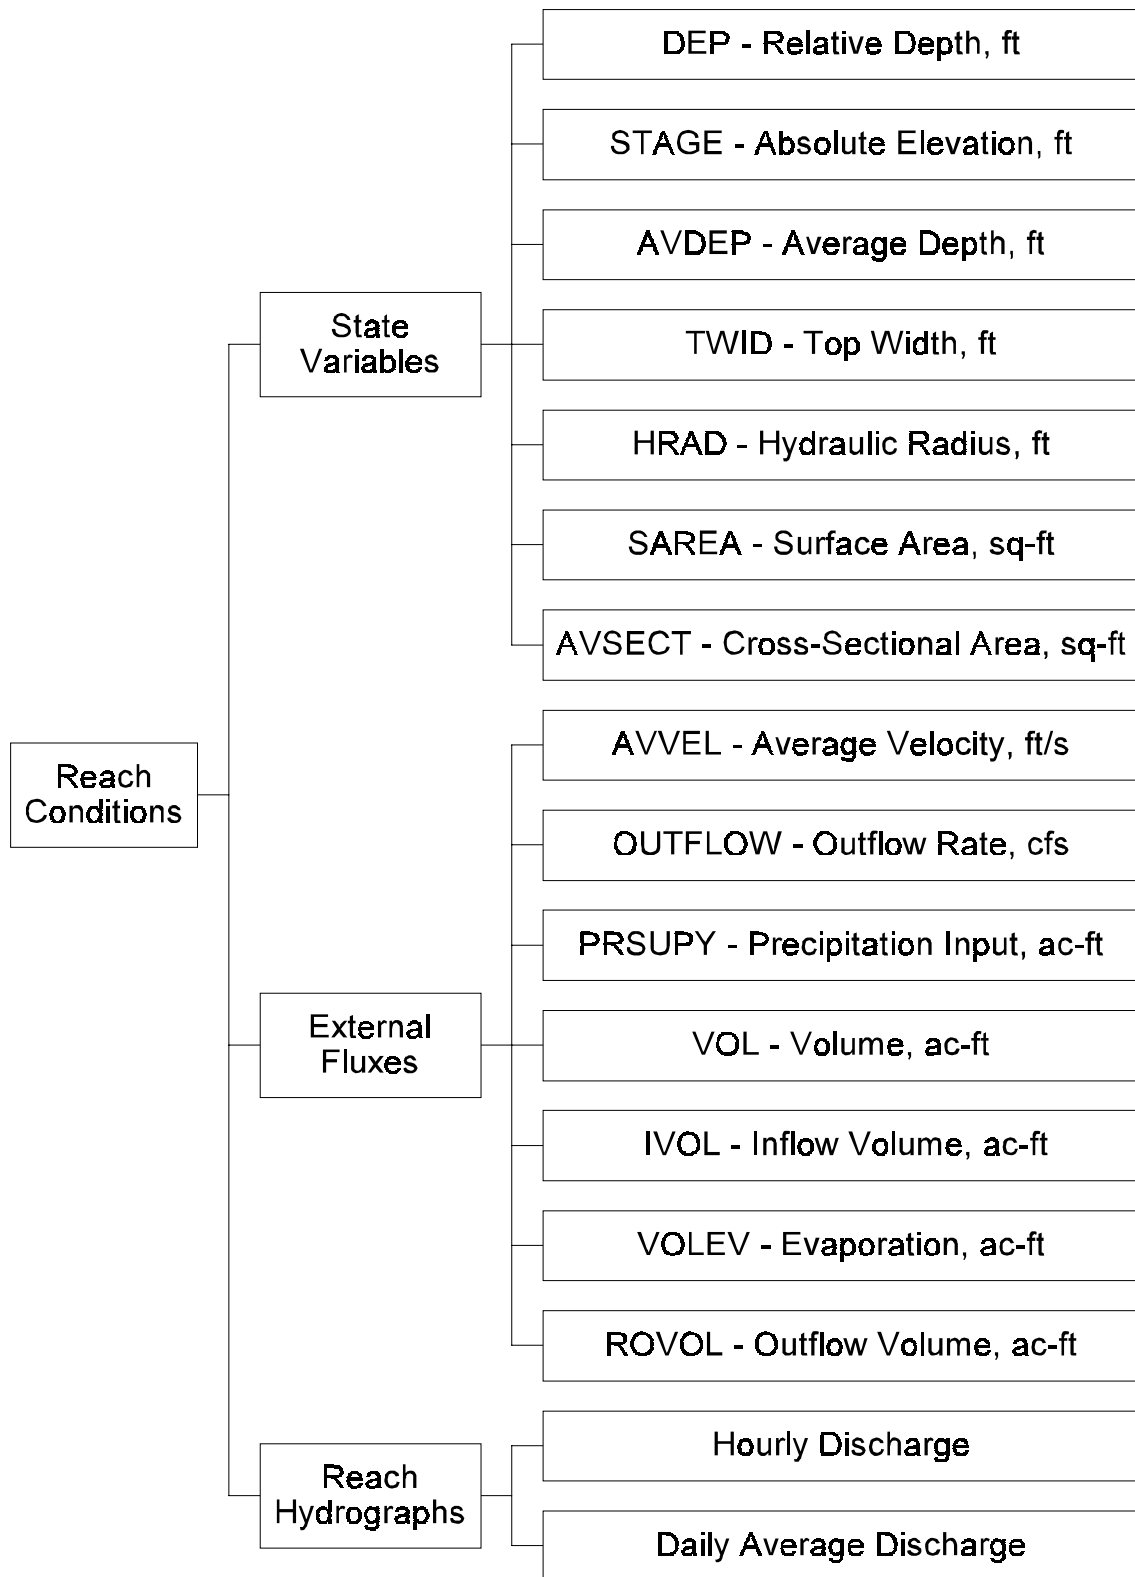 DEP - Relative Depth, ft
STAGE - Absolute Elevation, ft
AVDEP - Average Depth, ft
State
Variables
TWID - Top Width, ft
HRAD - Hydraulic Radius, ft
SAREA - Surface Area, sq-ft
AVSECT - Cross-Sectional Area, sq-ft
Reach
Conditions
AVVEL - Average Velocity, ft/s
OUTFLOW - Outflow Rate, cfs
PRSUPY - Precipitation Input, ac-ft
External
Fluxes
VOL - Volume, ac-ft
IVOL - Inflow Volume, ac-ft
VOLEV - Evaporation, ac-ft
ROVOL - Outflow Volume, ac-ft
Reach
Hydrographs
Hourly Discharge
Daily Average Discharge